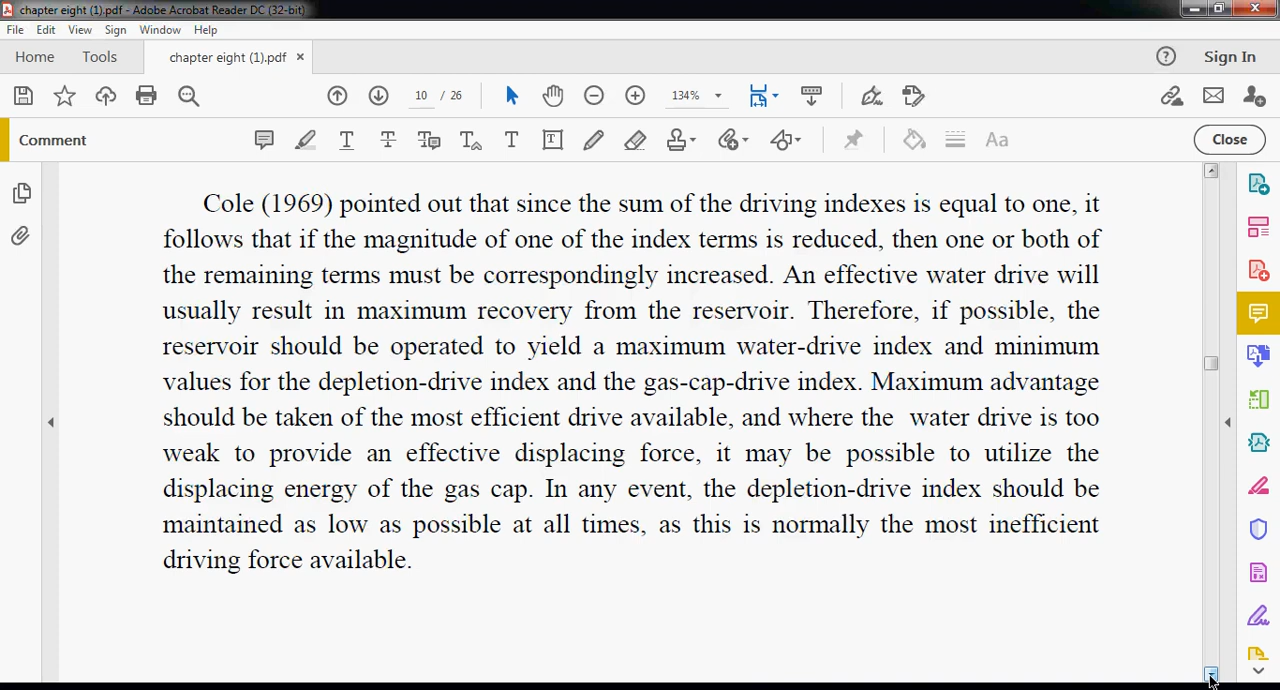 chapter eight (1).pdf - Adobe Acrobat Reader DC (32-bit)
File Edit View Sign Window Help
Home Tools chapter eight (1).pdf × Sign In
10 / 26 134%
Comment Close
Cole (1969) pointed out that since the sum of the driving indexes is equal to one, it
follows that if the magnitude of one of the index terms is reduced, then one or both of
the remaining terms must be correspondingly increased. An effective water drive will
usually result in maximum recovery from the reservoir. Therefore, if possible, the
reservoir should be operated to yield a maximum water-drive index and minimum
values for the depletion-drive index and the gas-cap-drive index. Maximum advantage
should be taken of the most efficient drive available, and where the water drive is too
weak to provide an effective displacing force, it may be possible to utilize the
displacing energy of the gas cap. In any event, the depletion-drive index should be
maintained as low as possible at all times, as this is normally the most inefficient
driving force available.